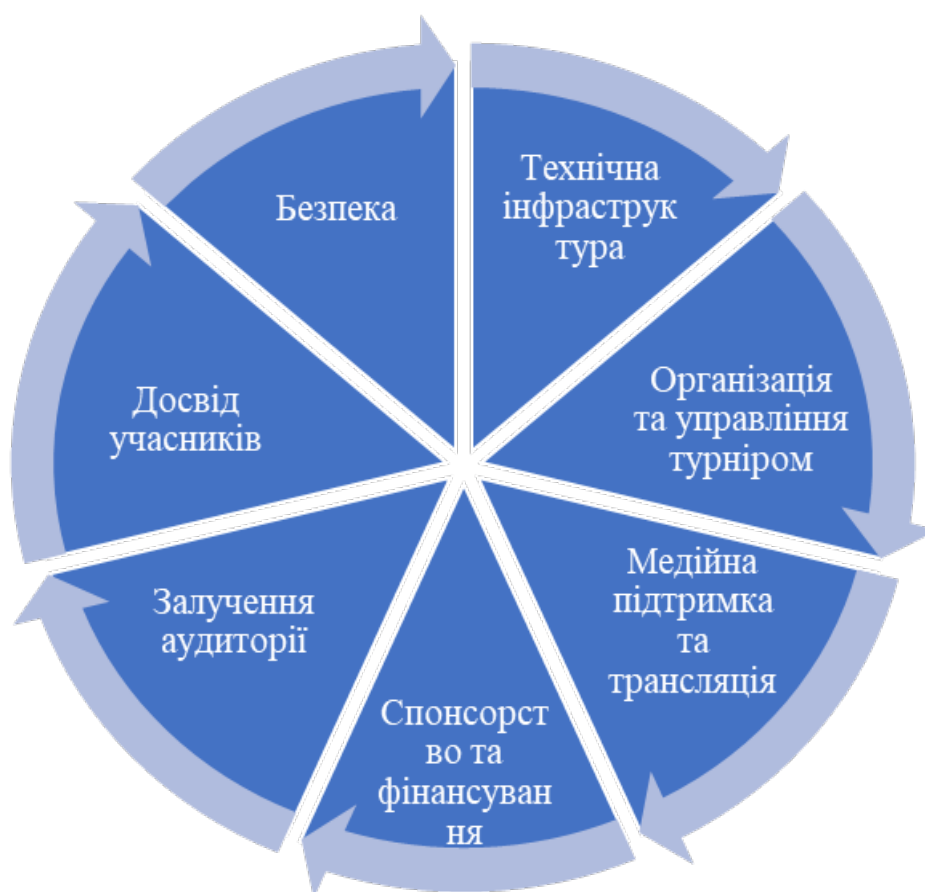 Технічна
інфраструк
тура
Організація
та управління
турніром
Медійна
підтримка
та
трансляція
Спонсорст
во та
фінансуван
ня
Залучення
аудиторії
Досвід
учасників
Безпека